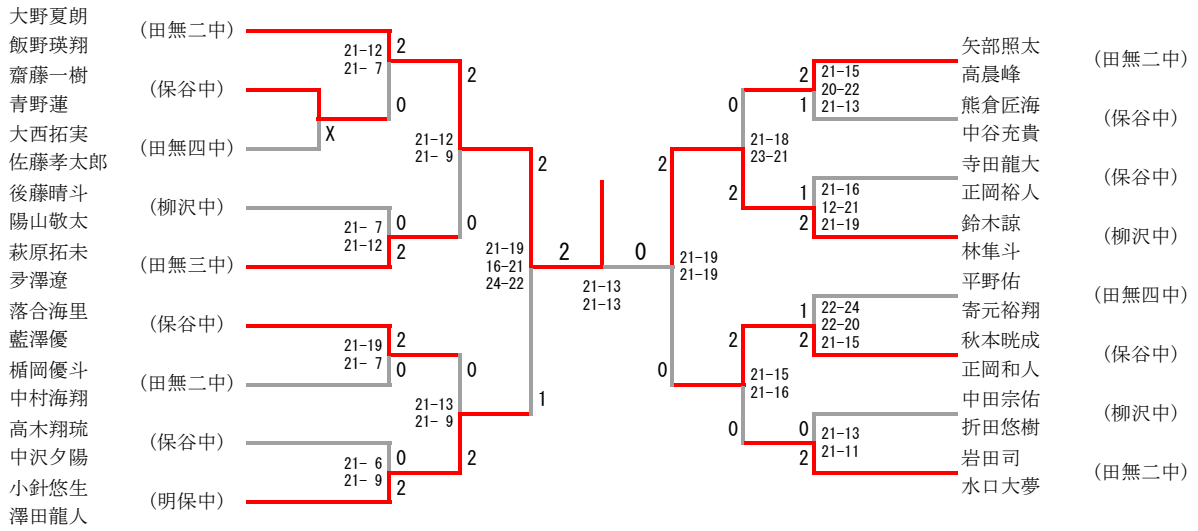 大野夏朗
飯野瑛翔
(田無二中)
齋藤一樹
青野蓮
(保谷中)
大西拓実
佐藤孝太郎
(田無四中)
後藤晴斗
陽山敬太
(柳沢中)
萩原拓未
夛澤遼
(田無三中)
落合海里
藍澤優
(保谷中)
楯岡優斗
中村海翔
(田無二中)
高木翔琉
中沢夕陽
(保谷中)
小針悠生
澤田龍人
(明保中)
21-12
21- 7
2
0
X
21- 7
21-12
0
2
21-12
21- 9
2
0
21-19
21- 7
2
0
21- 6
21- 9
0
2
21-13
21- 9
0
2
21-19
16-21
24-22
2
1
2
0
21-13
21-13
21-19
21-19
2
0
21-18
23-21
0
2
21-15
20-22
21-13
2
1
21-16
12-21
21-19
1
2
21-15
21-16
2
0
22-24
22-20
21-15
1
2
21-13
21-11
0
2
矢部照太
高晨峰
(田無二中)
熊倉匠海
中谷充貴
(保谷中)
寺田龍大
正岡裕人
(保谷中)
鈴木諒
林隼斗
(柳沢中)
平野佑
寄元裕翔
(田無四中)
秋本晄成
正岡和人
(保谷中)
中田宗佑
折田悠樹
(柳沢中)
岩田司
水口大夢
(田無二中)